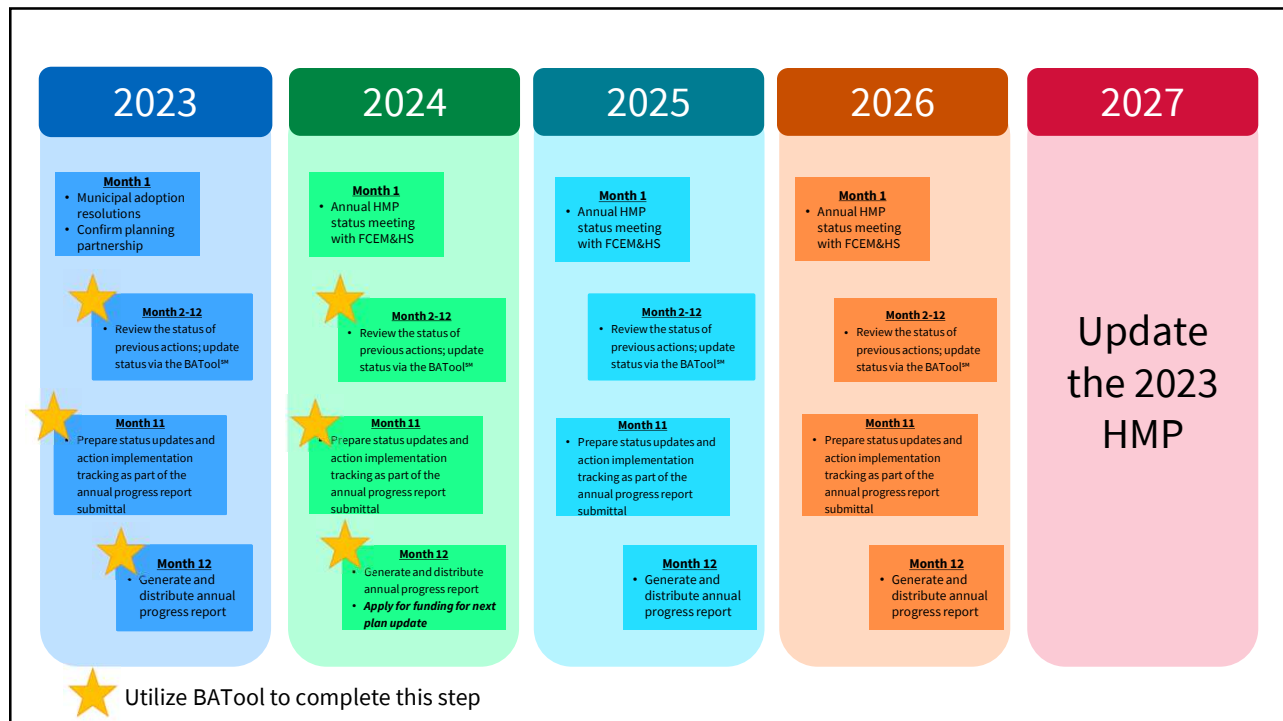 2023
Month 1
• Municipal adoption
resolutions
• Confirm planning
partnership
Month 2-12
• Review the status of
previous actions; update
status via the BAToolˢᴹ
Month 11
• Prepare status updates and
action implementation
tracking as part of the
annual progress report
submittal
Month 12
• Generate and
distribute annual
progress report
2024
Month 1
• Annual HMP
status meeting
with FCEM&HS
Month 2-12
• Review the status of
previous actions; update
status via the BAToolˢᴹ
Month 11
• Prepare status updates and
action implementation
tracking as part of the
annual progress report
submittal
Month 12
• Generate and distribute
annual progress report
• Apply for funding for next
plan update
2025
Month 1
• Annual HMP
status meeting
with FCEM&HS
Month 2-12
• Review the status of
previous actions; update
status via the BAToolˢᴹ
Month 11
• Prepare status updates and
action implementation
tracking as part of the
annual progress report
submittal
Month 12
• Generate and
distribute annual
progress report
2026
Month 1
• Annual HMP
status meeting
with FCEM&HS
Month 2-12
• Review the status of
previous actions; update
status via the BAToolˢᴹ
Month 11
• Prepare status updates and
action implementation
tracking as part of the
annual progress report
submittal
Month 12
• Generate and
distribute annual
progress report
2027
Update
the 2023
HMP
Utilize BATool to complete this step